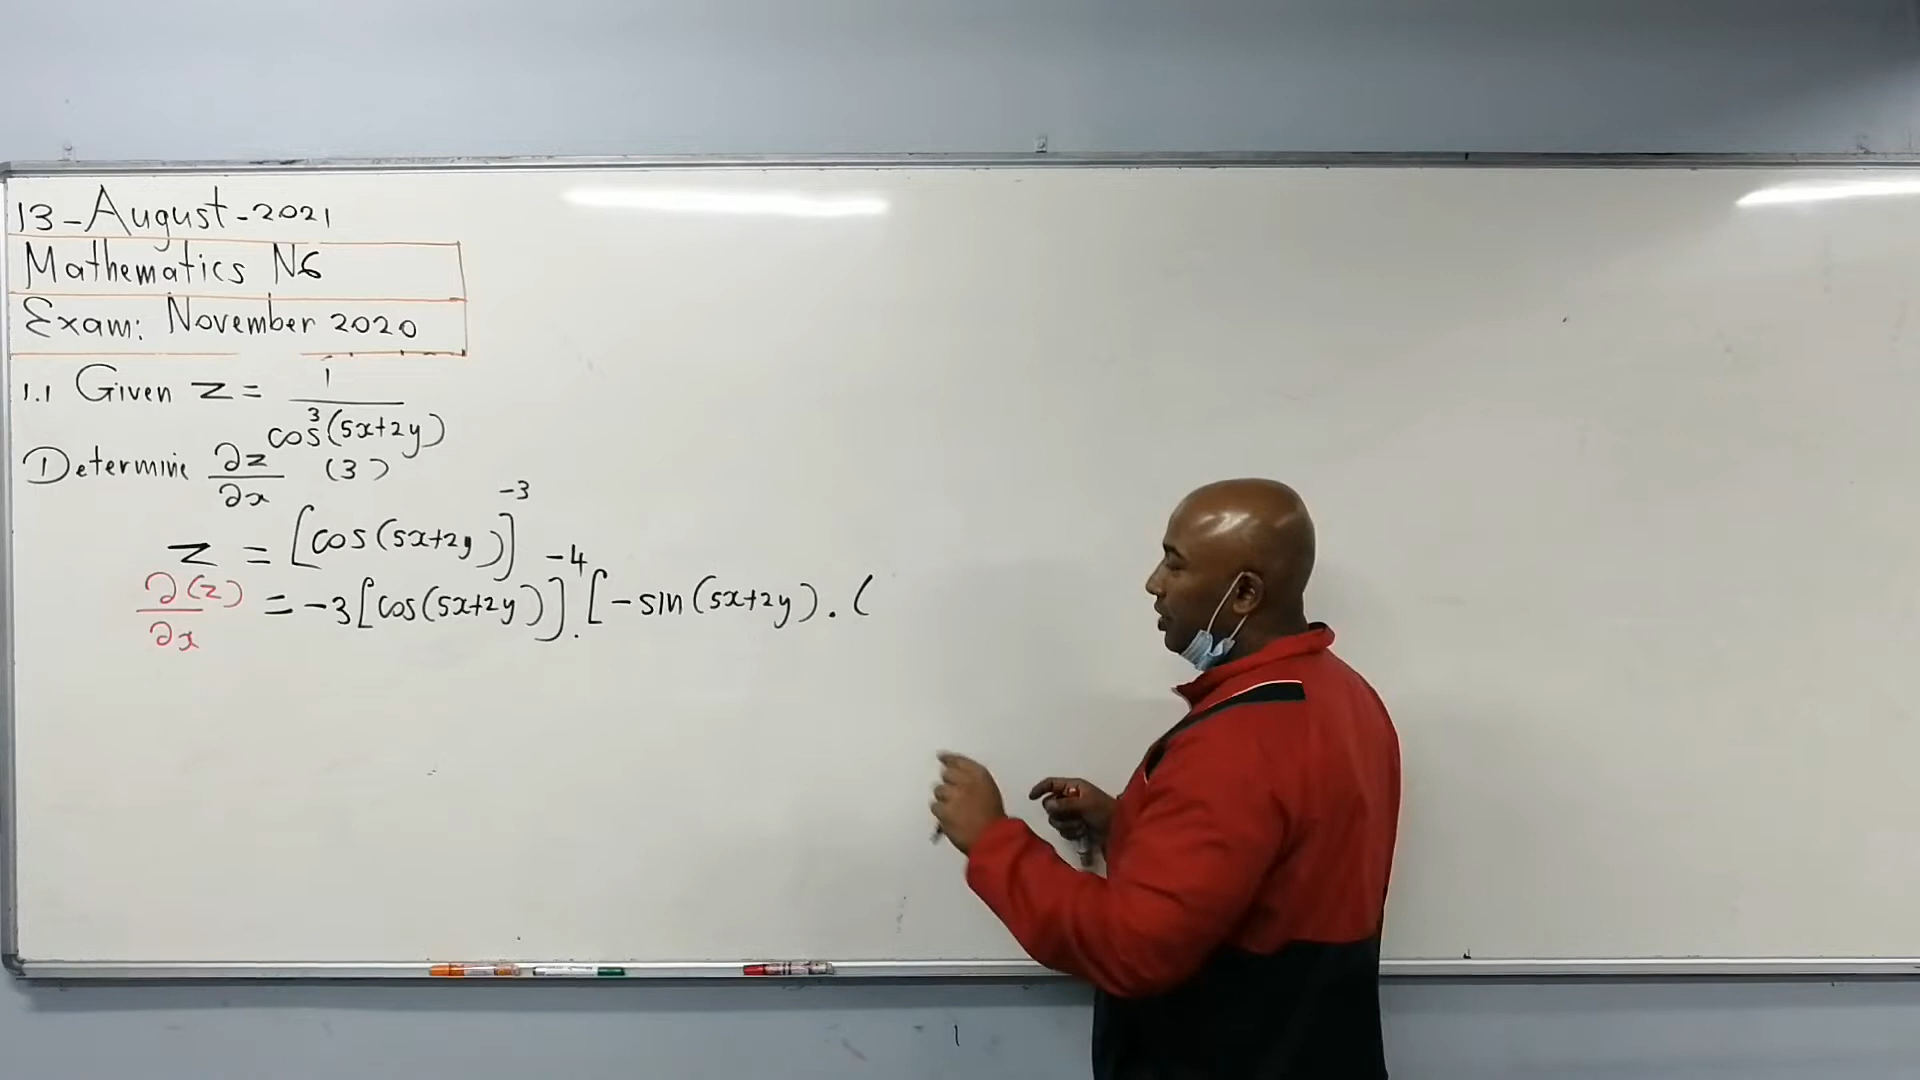 13-August-2021
Mathematics N6
Exam: November 2020
1.1 Given z = 1/cos³(5x+2y)
Determine ∂z/∂x (3)
z = [cos(5x+2y)]⁻³
∂(z)/∂x = -3[cos(5x+2y)]⁻⁴.[-sin(5x+2y).(